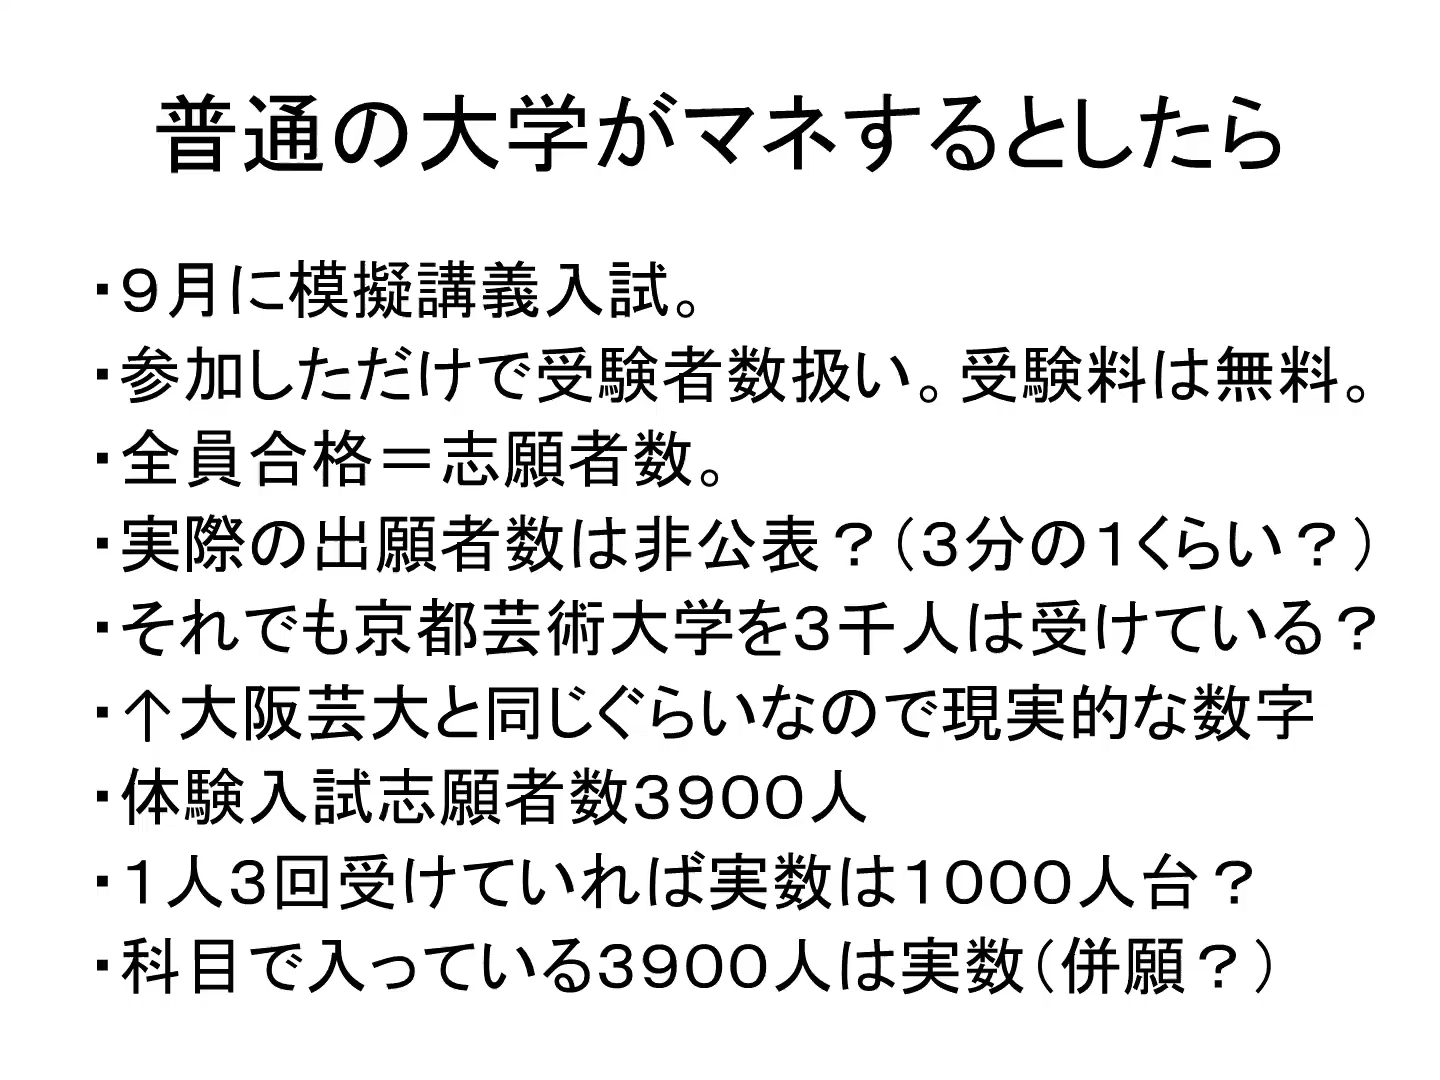 普通の大学がマネするとしたら
・９月に模擬講義入試。
・参加しただけで受験者数扱い。受験料は無料。
・全員合格＝志願者数。
・実際の出願者数は非公表？（３分の１くらい？）
・それでも京都芸術大学を３千人は受けている？
・↑大阪芸大と同じぐらいなので現実的な数字
・体験入試志願者数３９００人
・１人３回受けていれば実数は１０００人台？
・科目で入っている３９００人は実数（併願？）